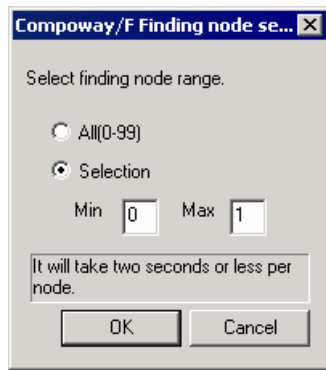 Compoway/F Finding node se...
Select finding node range.
All(0-99)
Selection
Min 0 Max 1
It will take two seconds or less per
node.
OK Cancel